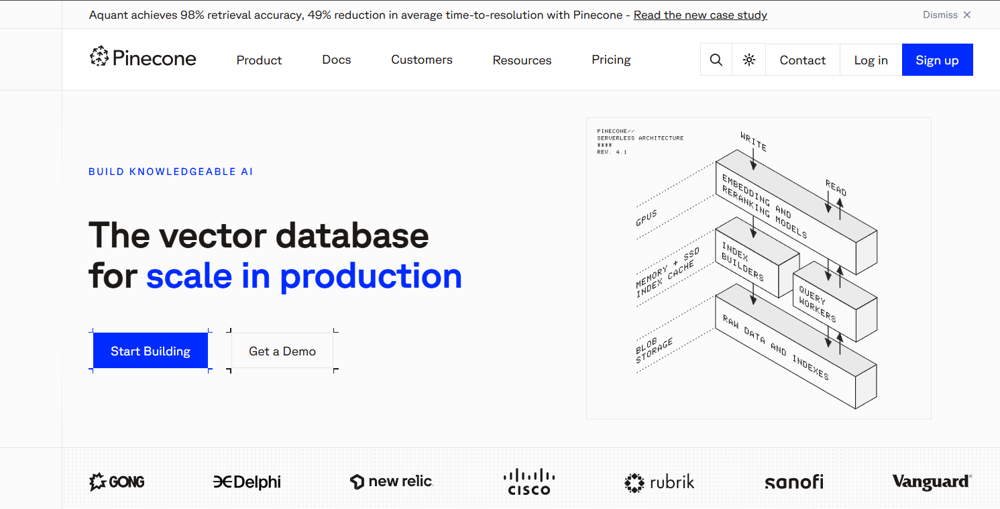 Aquant achieves 98% retrieval accuracy, 49% reduction in average time-to-resolution with Pinecone - Read the new case study
Dismiss
Pinecone
Product
Docs
Customers
Resources
Pricing
Contact
Log in
Sign up
BUILD KNOWLEDGEABLE AI
The vector database
for scale in production
Start Building
Get a Demo
PINECONE//
SERVERLESS ARCHITECTURE
****
REV. 4.1
WRITE
READ
EMBEDDING AND
RERANKING MODELS
GPUS
INDEX
BUILDERS
MEMORY + SSD
INDEX CACHE
QUERY
WORKERS
RAW DATA AND INDEXES
BLOB
STORAGE
GONG
Delphi
new relic
CISCO
rubrik
sanofi
Vanguard